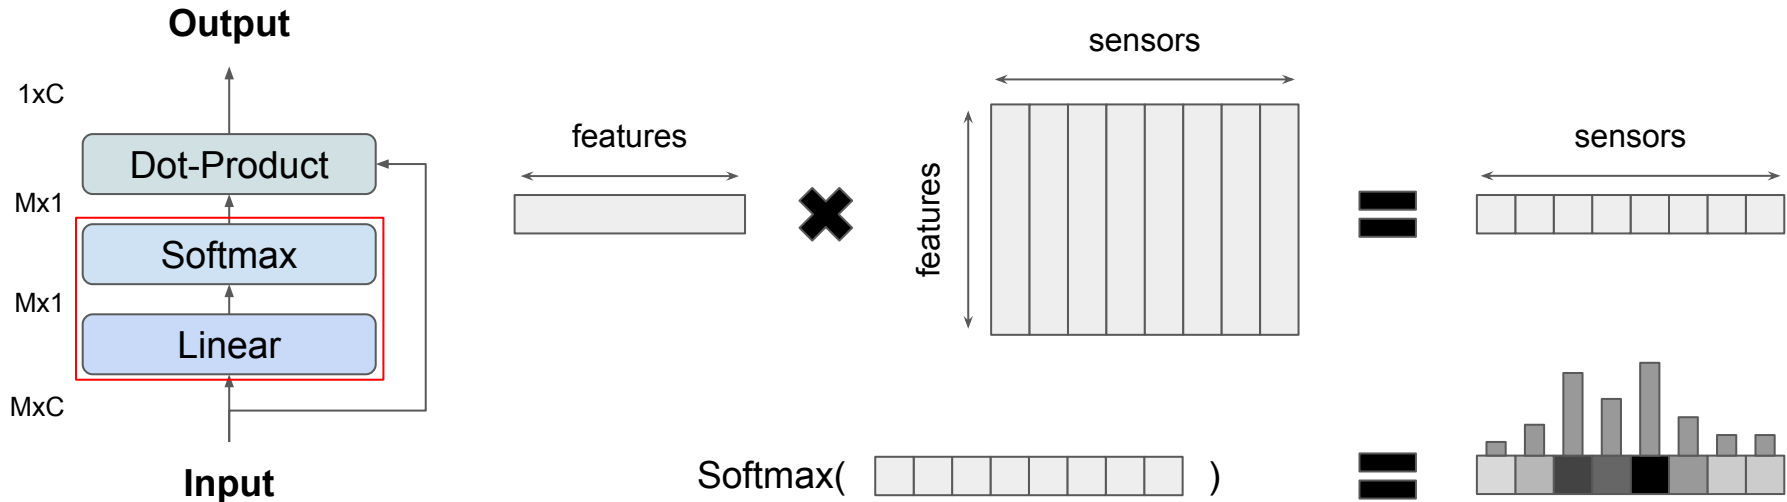 Output
1xC
Dot-Product
Mx1
Softmax
Mx1
Linear
MxC
Input
features
sensors
features
sensors
Softmax( )